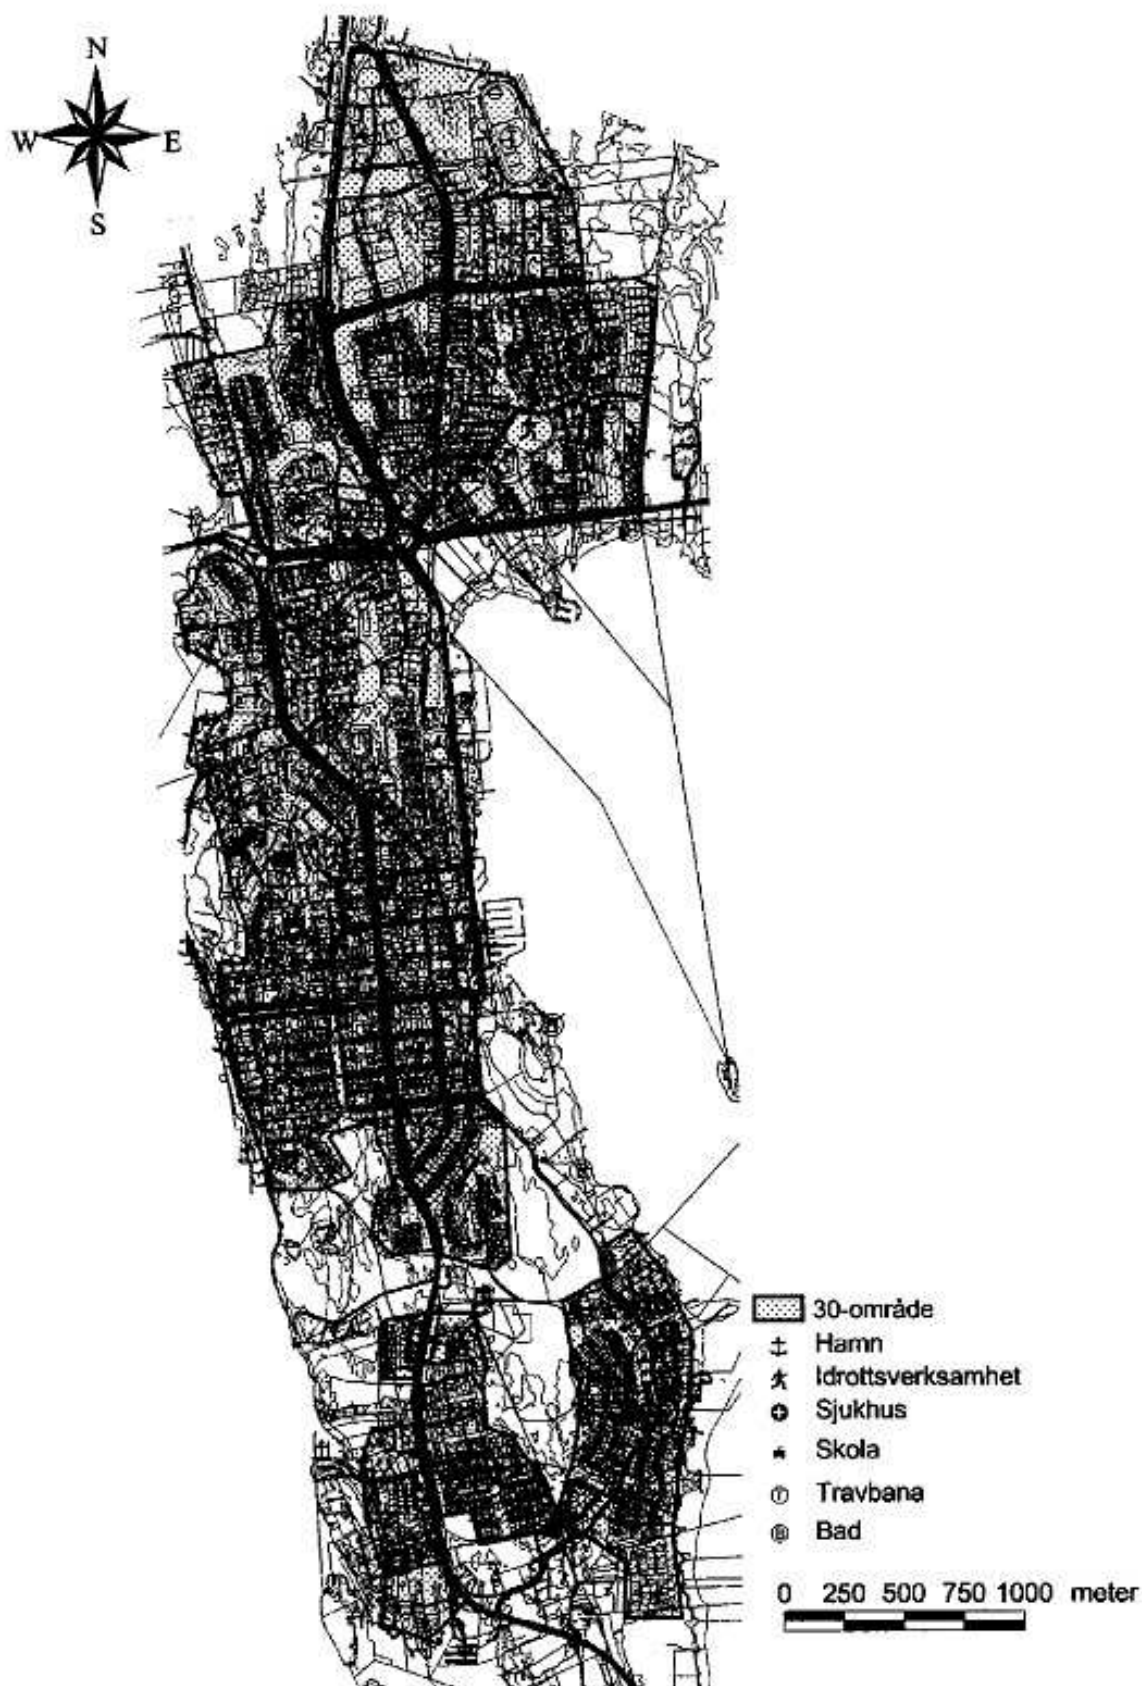 N
W E
S
30-område
Hamn
Idrottsverksamhet
Sjukhus
Skola
Travbana
Bad
0 250 500 750 1000 meter